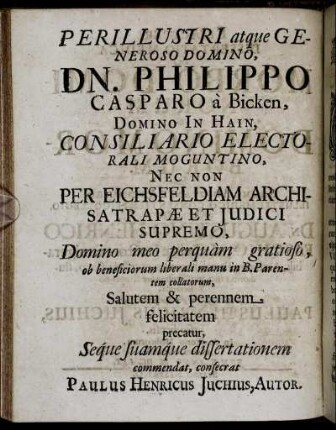 PERILLUSTRI atque GE-
NEROSO DOMINO,
DN. PHILIPPO
CASPARO à Bicken,
DOMINO IN HAIN,
CONSILIARIO ELECTO-
RALI MOGUNTINO,
NEC NON
PER EICHSFELDIAM ARCHI-
SATRAPÆ ET JUDICI
SUPREMO,
Domino meo perquàm gratioso,
ob beneficiorum liberali manu in B. Paren-
tem collatorum,
Salutem & perennem
felicitatem
precatur,
Seque suamque dissertationem
commendat, consecrat
PAULUS HENRICUS JUCHIUS, AUTOR.